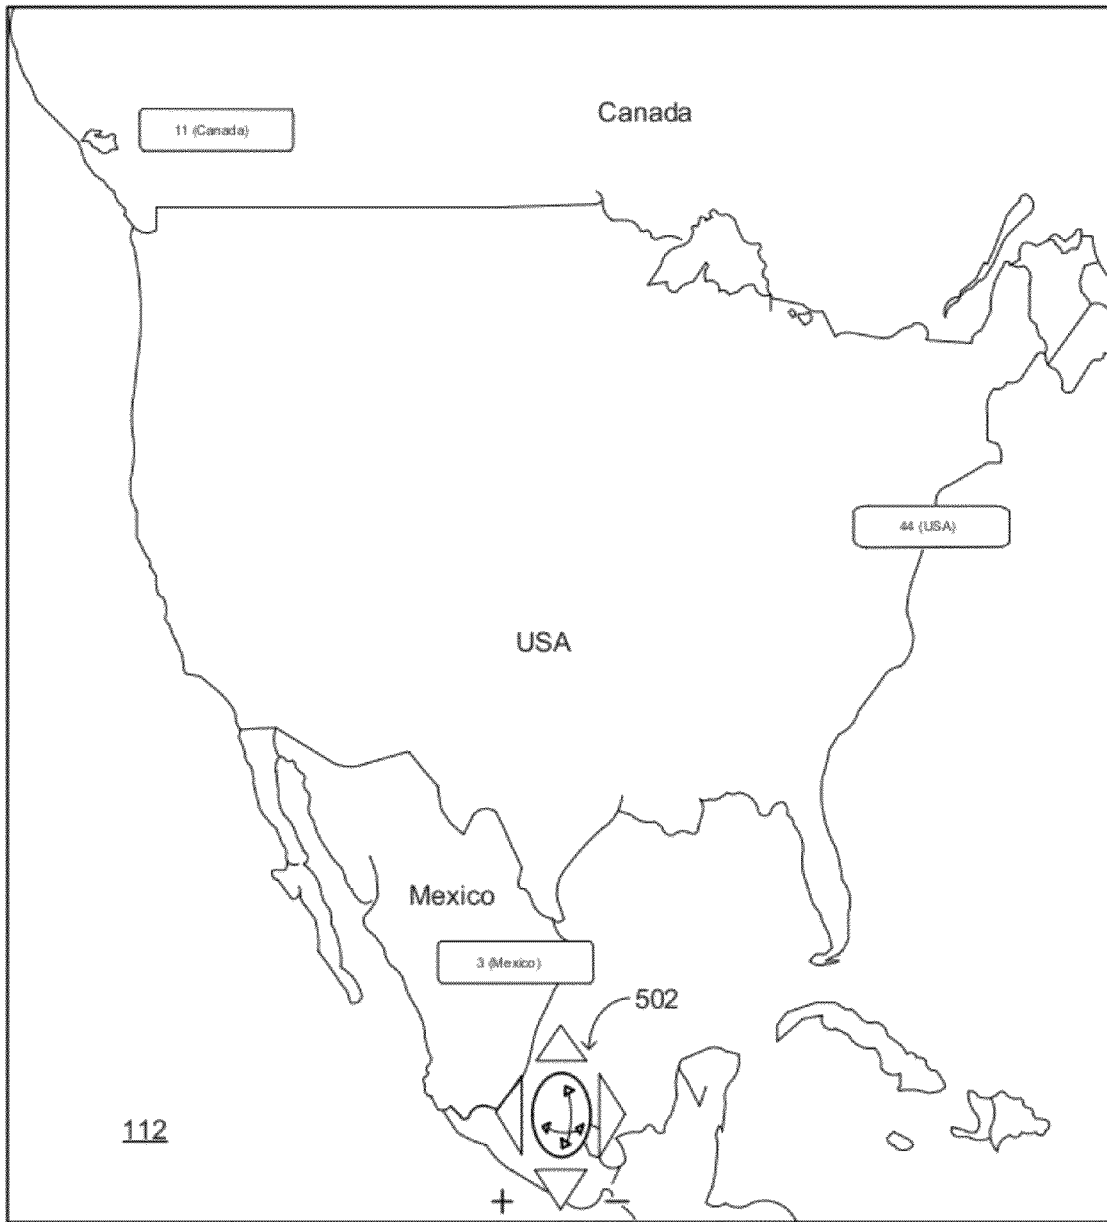 Canada
11 (Canada)
44 (USA)
USA
Mexico
3 (Mexico)
502
112
+ −